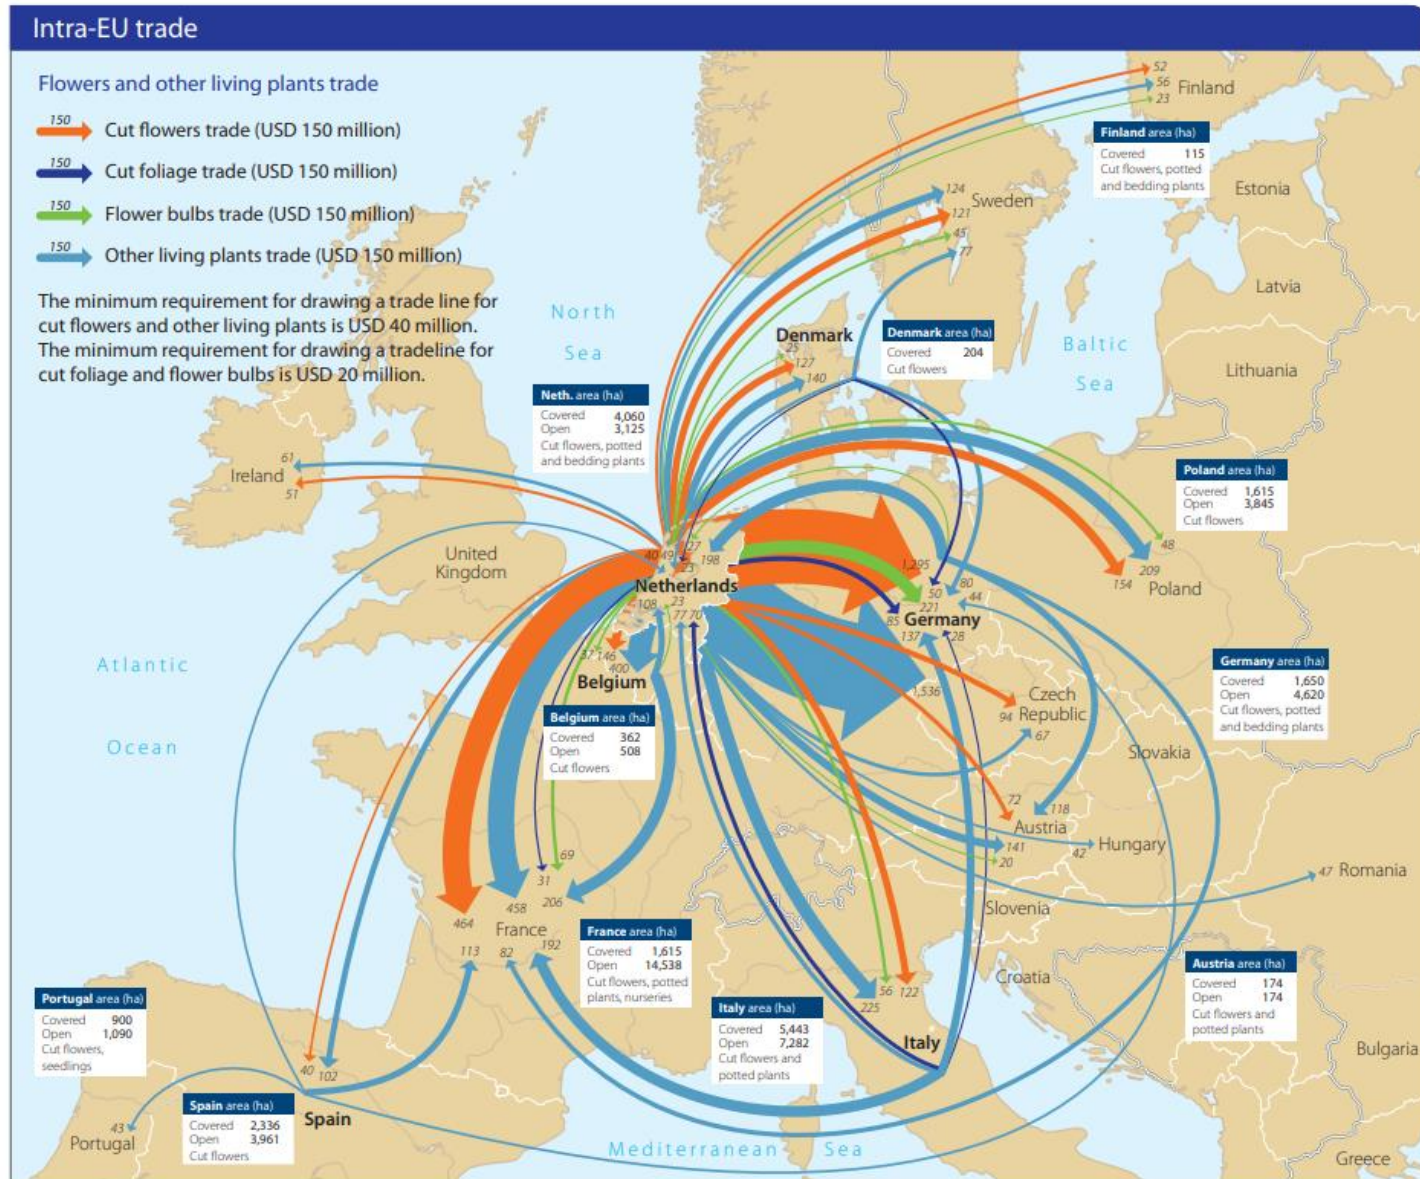 Intra-EU trade
Flowers and other living plants trade
150
Cut flowers trade (USD 150 million)
150
Cut foliage trade (USD 150 million)
150
Flower bulbs trade (USD 150 million)
150
Other living plants trade (USD 150 million)
The minimum requirement for drawing a trade line for
cut flowers and other living plants is USD 40 million.
The minimum requirement for drawing a tradeline for
cut foliage and flower bulbs is USD 20 million.
52
56
23
Finland
Finland area (ha)
Covered 115
Cut flowers, potted
and bedding plants
Estonia
124
Sweden
121
45
77
Latvia
North
Sea
Denmark
25
127
140
Denmark area (ha)
Covered 204
Cut flowers
Baltic
Sea
Lithuania
Neth. area (ha)
Covered 4,060
Open 3,125
Cut flowers, potted
and bedding plants
61
Ireland
51
Poland area (ha)
Covered 1,615
Open 3,845
Cut flowers
United
Kingdom
40
49
27
23
198
Netherlands
108
23
77
70
1,295
50
221
80
44
85
Germany
137
28
1,536
48
209
154
Poland
37
146
400
Belgium
Belgium area (ha)
Covered 362
Open 508
Cut flowers
Germany area (ha)
Covered 1,650
Open 4,620
Cut flowers, potted
and bedding plants
Atlantic
Ocean
Czech
94 Republic
67
Slovakia
72
118
Austria
141
20
42
Hungary
47 Romania
Slovenia
Croatia
69
31
206
458
464
France
113
82
192
France area (ha)
Covered 1,615
Open 14,538
Cut flowers, potted
plants, nurseries
Austria area (ha)
Covered 174
Open 174
Cut flowers and
potted plants
Portugal area (ha)
Covered 900
Open 1,090
Cut flowers,
seedlings
Italy area (ha)
Covered 5,443
Open 7,282
Cut flowers and
potted plants
56
122
225
Italy
Bulgaria
40
102
Spain
Spain area (ha)
Covered 2,336
Open 3,961
Cut flowers
43
Portugal
Mediterranean Sea
Greece